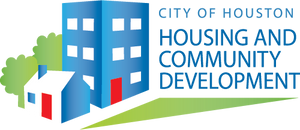 CITY OF HOUSTON
HOUSING AND
COMMUNITY
DEVELOPMENT